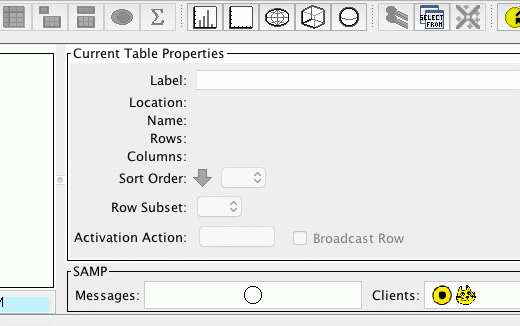 Σ
SELECT
FROM
Current Table Properties
Label:
Location:
Name:
Rows:
Columns:
Sort Order:
Row Subset:
Activation Action: Broadcast Row
SAMP
M
Messages: Clients: